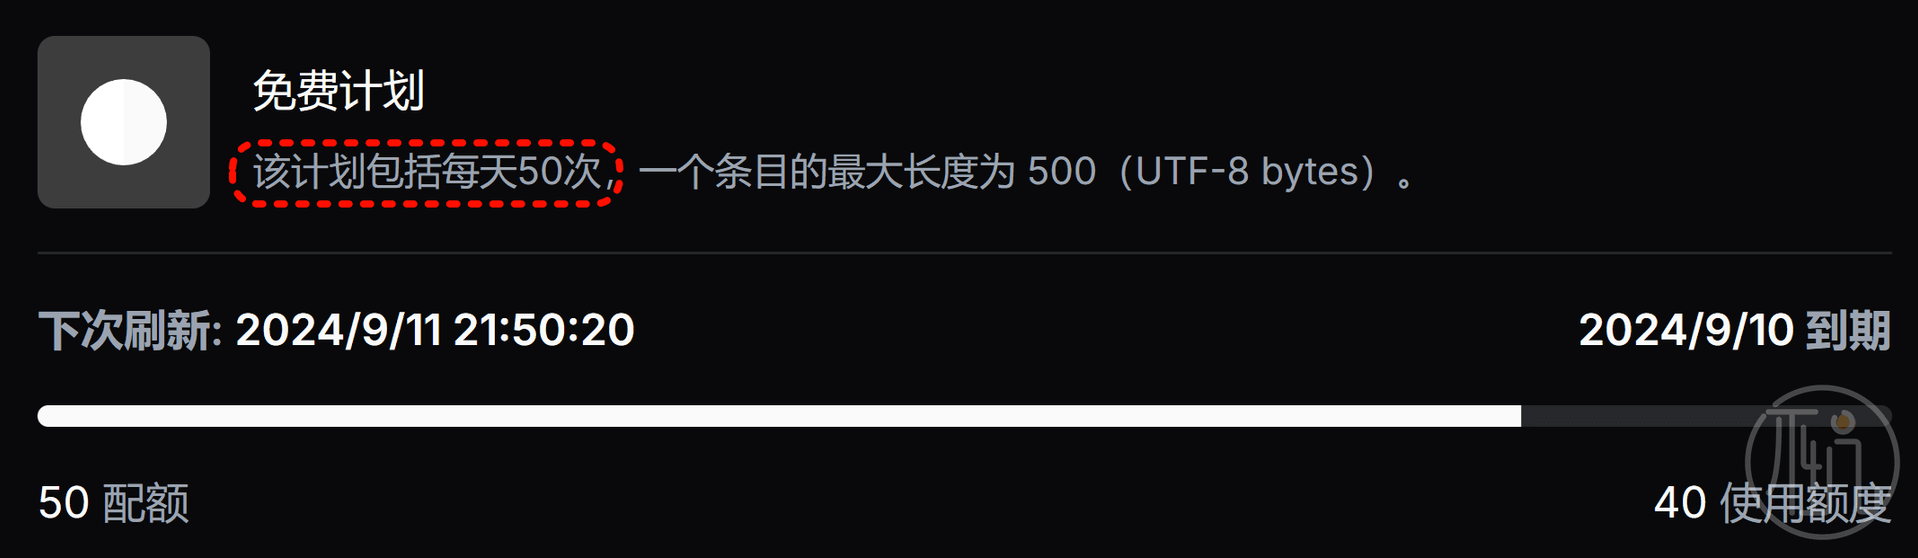 免费计划
该计划包括每天50次，一个条目的最大长度为 500（UTF-8 bytes）。
下次刷新: 2024/9/11 21:50:20
2024/9/10 到期
50 配额
40 使用额度